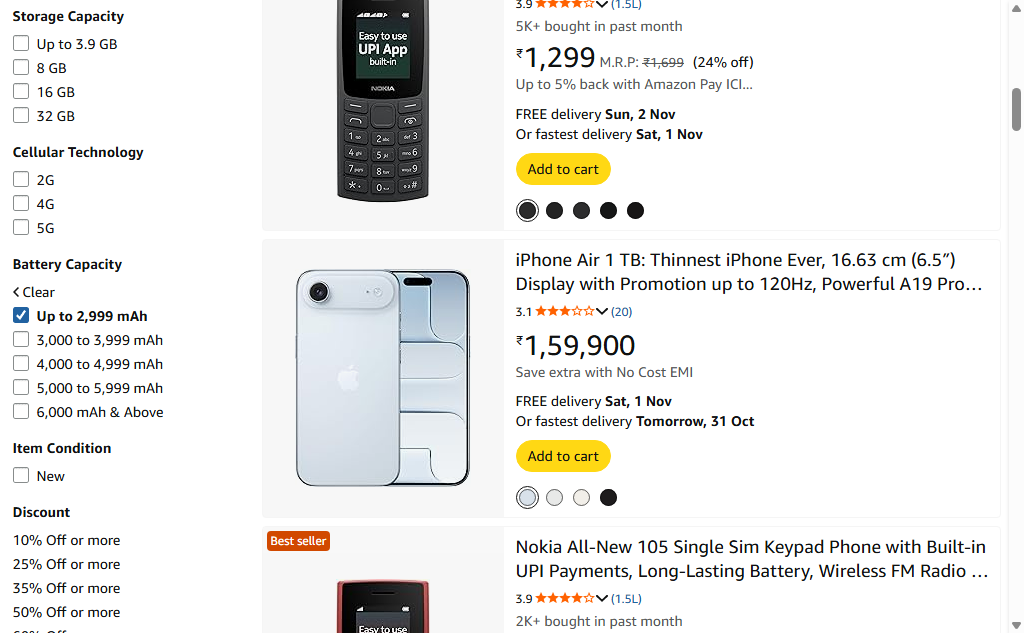 Storage Capacity
Up to 3.9 GB
8 GB
16 GB
32 GB
Cellular Technology
2G
4G
5G
Battery Capacity
Clear
Up to 2,999 mAh
3,000 to 3,999 mAh
4,000 to 4,999 mAh
5,000 to 5,999 mAh
6,000 mAh & Above
Item Condition
New
Discount
10% Off or more
25% Off or more
35% Off or more
50% Off or more
Easy to use
UPI App
built-in
NOKIA
3.9 (1.5L)
5K+ bought in past month
₹1,299 M.R.P: ₹1,699 (24% off)
Up to 5% back with Amazon Pay ICI…
FREE delivery Sun, 2 Nov
Or fastest delivery Sat, 1 Nov
Add to cart
iPhone Air 1 TB: Thinnest iPhone Ever, 16.63 cm (6.5″)
Display with Promotion up to 120Hz, Powerful A19 Pro…
3.1 (20)
₹1,59,900
Save extra with No Cost EMI
FREE delivery Sat, 1 Nov
Or fastest delivery Tomorrow, 31 Oct
Add to cart
Best seller
Easy to use
Nokia All-New 105 Single Sim Keypad Phone with Built-in
UPI Payments, Long-Lasting Battery, Wireless FM Radio …
3.9 (1.5L)
2K+ bought in past month